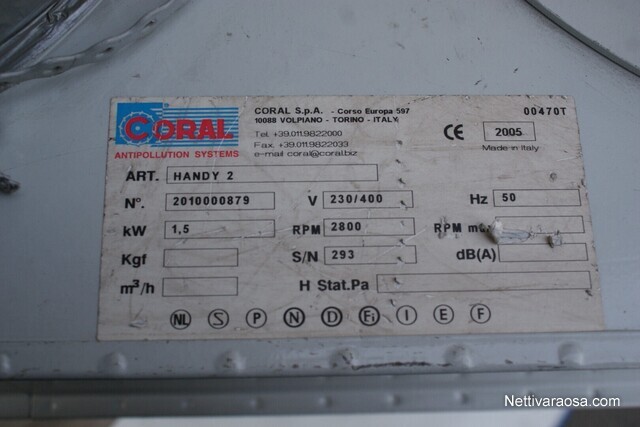 CORAL
ANTIPOLLUTION SYSTEMS
CORAL S.p.A. - Corso Europa 597
10088 VOLPIANO - TORINO - ITALY
Tel. +39.011.9822000
Fax. +39.011.9822033
e-mail coral@coral.biz
00470T
CE 2005
Made in Italy
ART. HANDY 2
N°. 2010000879 V 230/400 Hz 50
kW 1,5 RPM 2800 RPM
Kgf S/N 293 dB(A)
m³/h H Stat.Pa
NL S P N D Fi I E F
Nettivaraosa.com